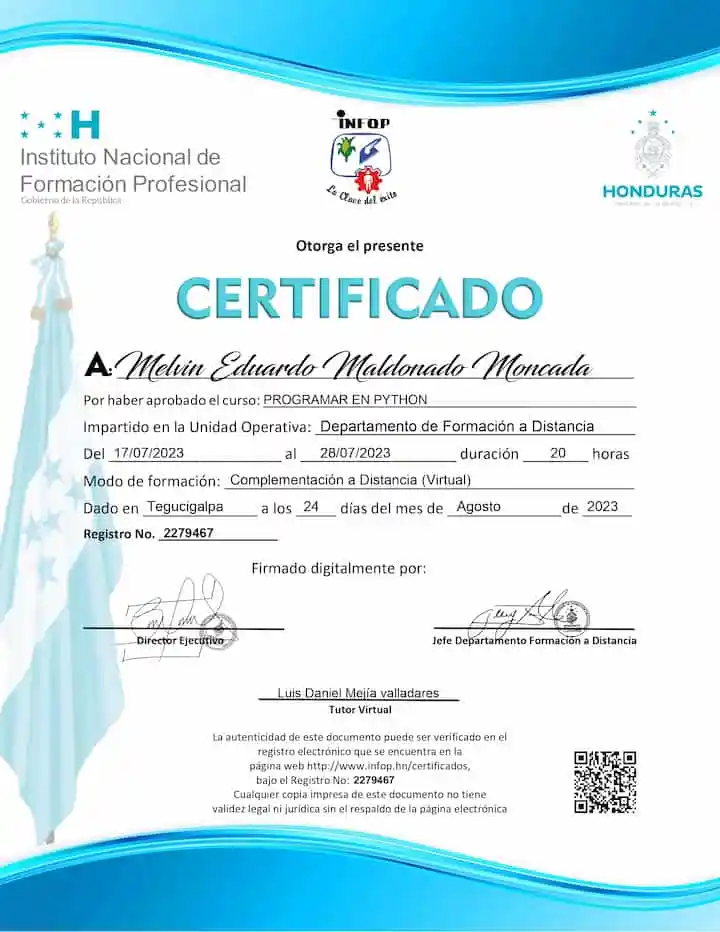 H
Instituto Nacional de
Formación Profesional
Gobierno de la República
INFOP
La Clave del éxito
HONDURAS
Otorga el presente
CERTIFICADO
A: Melvin Eduardo Maldonado Moncada
Por haber aprobado el curso: PROGRAMAR EN PYTHON
Impartido en la Unidad Operativa: Departamento de Formación a Distancia
Del 17/07/2023 al 28/07/2023 duración 20 horas
Modo de formación: Complementación a Distancia (Virtual)
Dado en Tegucigalpa a los 24 días del mes de Agosto de 2023
Registro No. 2279467
Firmado digitalmente por:
Director Ejecutivo
Jefe Departamento Formación a Distancia
Luis Daniel Mejía valladares
Tutor Virtual
La autenticidad de este documento puede ser verificado en el
registro electrónico que se encuentra en la
página web http://www.infop.hn/certificados,
bajo el Registro No: 2279467
Cualquier copia impresa de este documento no tiene
validez legal ni jurídica sin el respaldo de la página electrónica